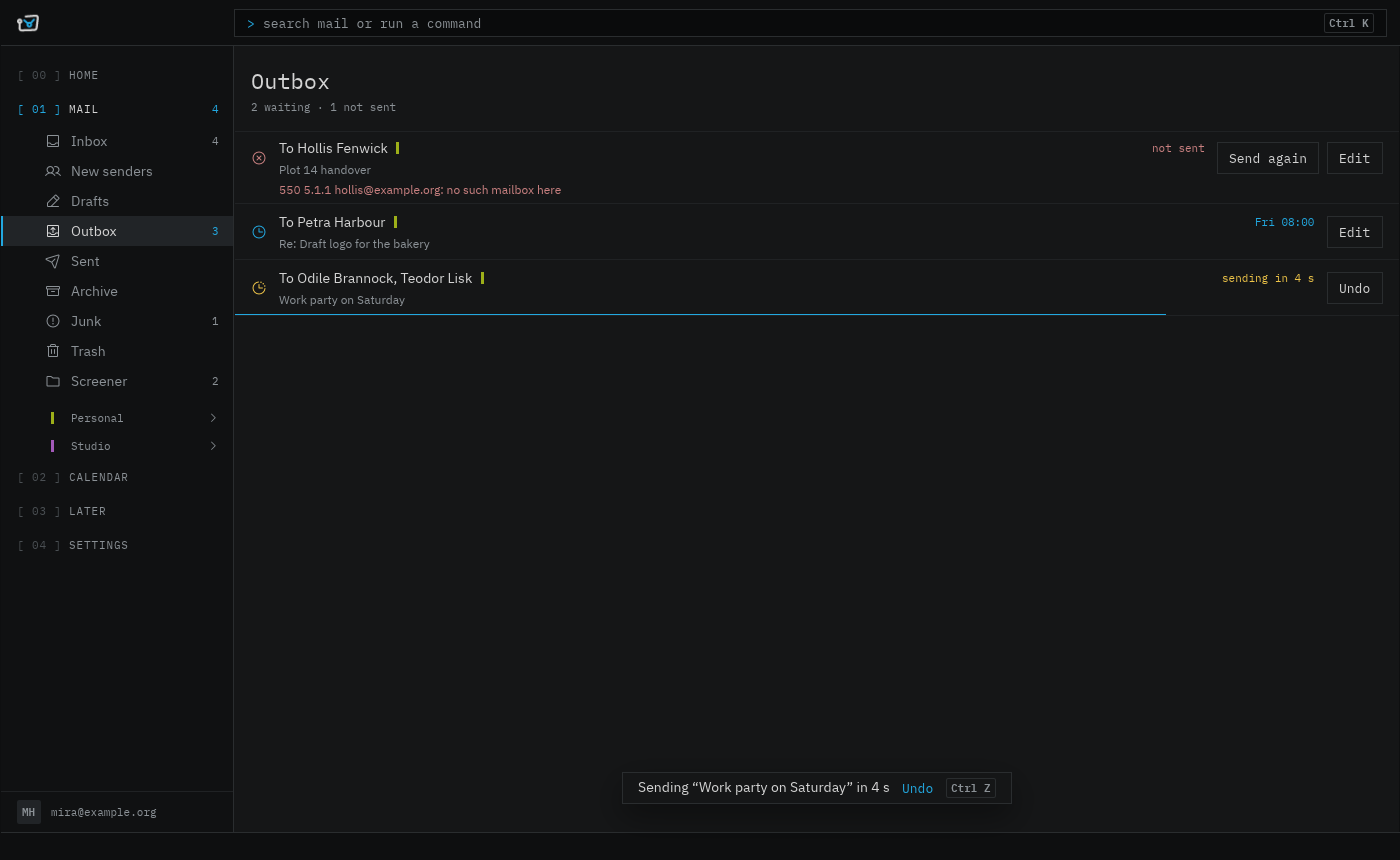 > search mail or run a command Ctrl K
[ 00 ] HOME
[ 01 ] MAIL 4
Inbox 4
New senders
Drafts
Outbox 3
Sent
Archive
Junk 1
Trash
Screener 2
Personal
Studio
[ 02 ] CALENDAR
[ 03 ] LATER
[ 04 ] SETTINGS
MH mira@example.org
Outbox
2 waiting · 1 not sent
To Hollis Fenwick not sent Send again Edit
Plot 14 handover
550 5.1.1 hollis@example.org: no such mailbox here
To Petra Harbour Fri 08:00 Edit
Re: Draft logo for the bakery
To Odile Brannock, Teodor Lisk sending in 4 s Undo
Work party on Saturday
Sending “Work party on Saturday” in 4 s Undo Ctrl Z